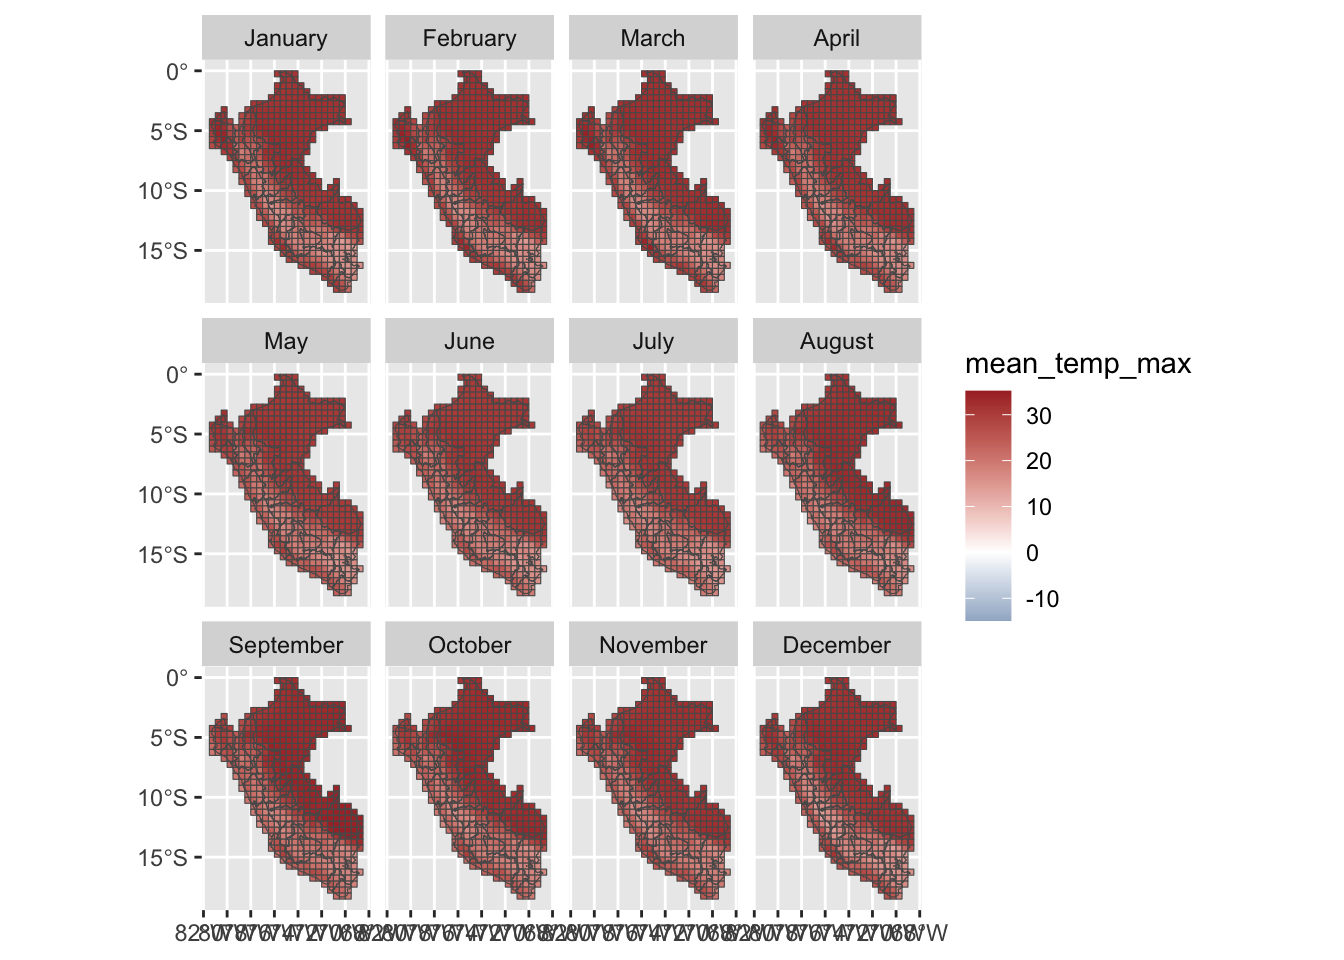 January February March April
0°
5°S
10°S
15°S
May June July August
mean_temp_max
30
20
10
0
-10
0°
5°S
10°S
15°S
September October November December
0°
5°S
10°S
15°S